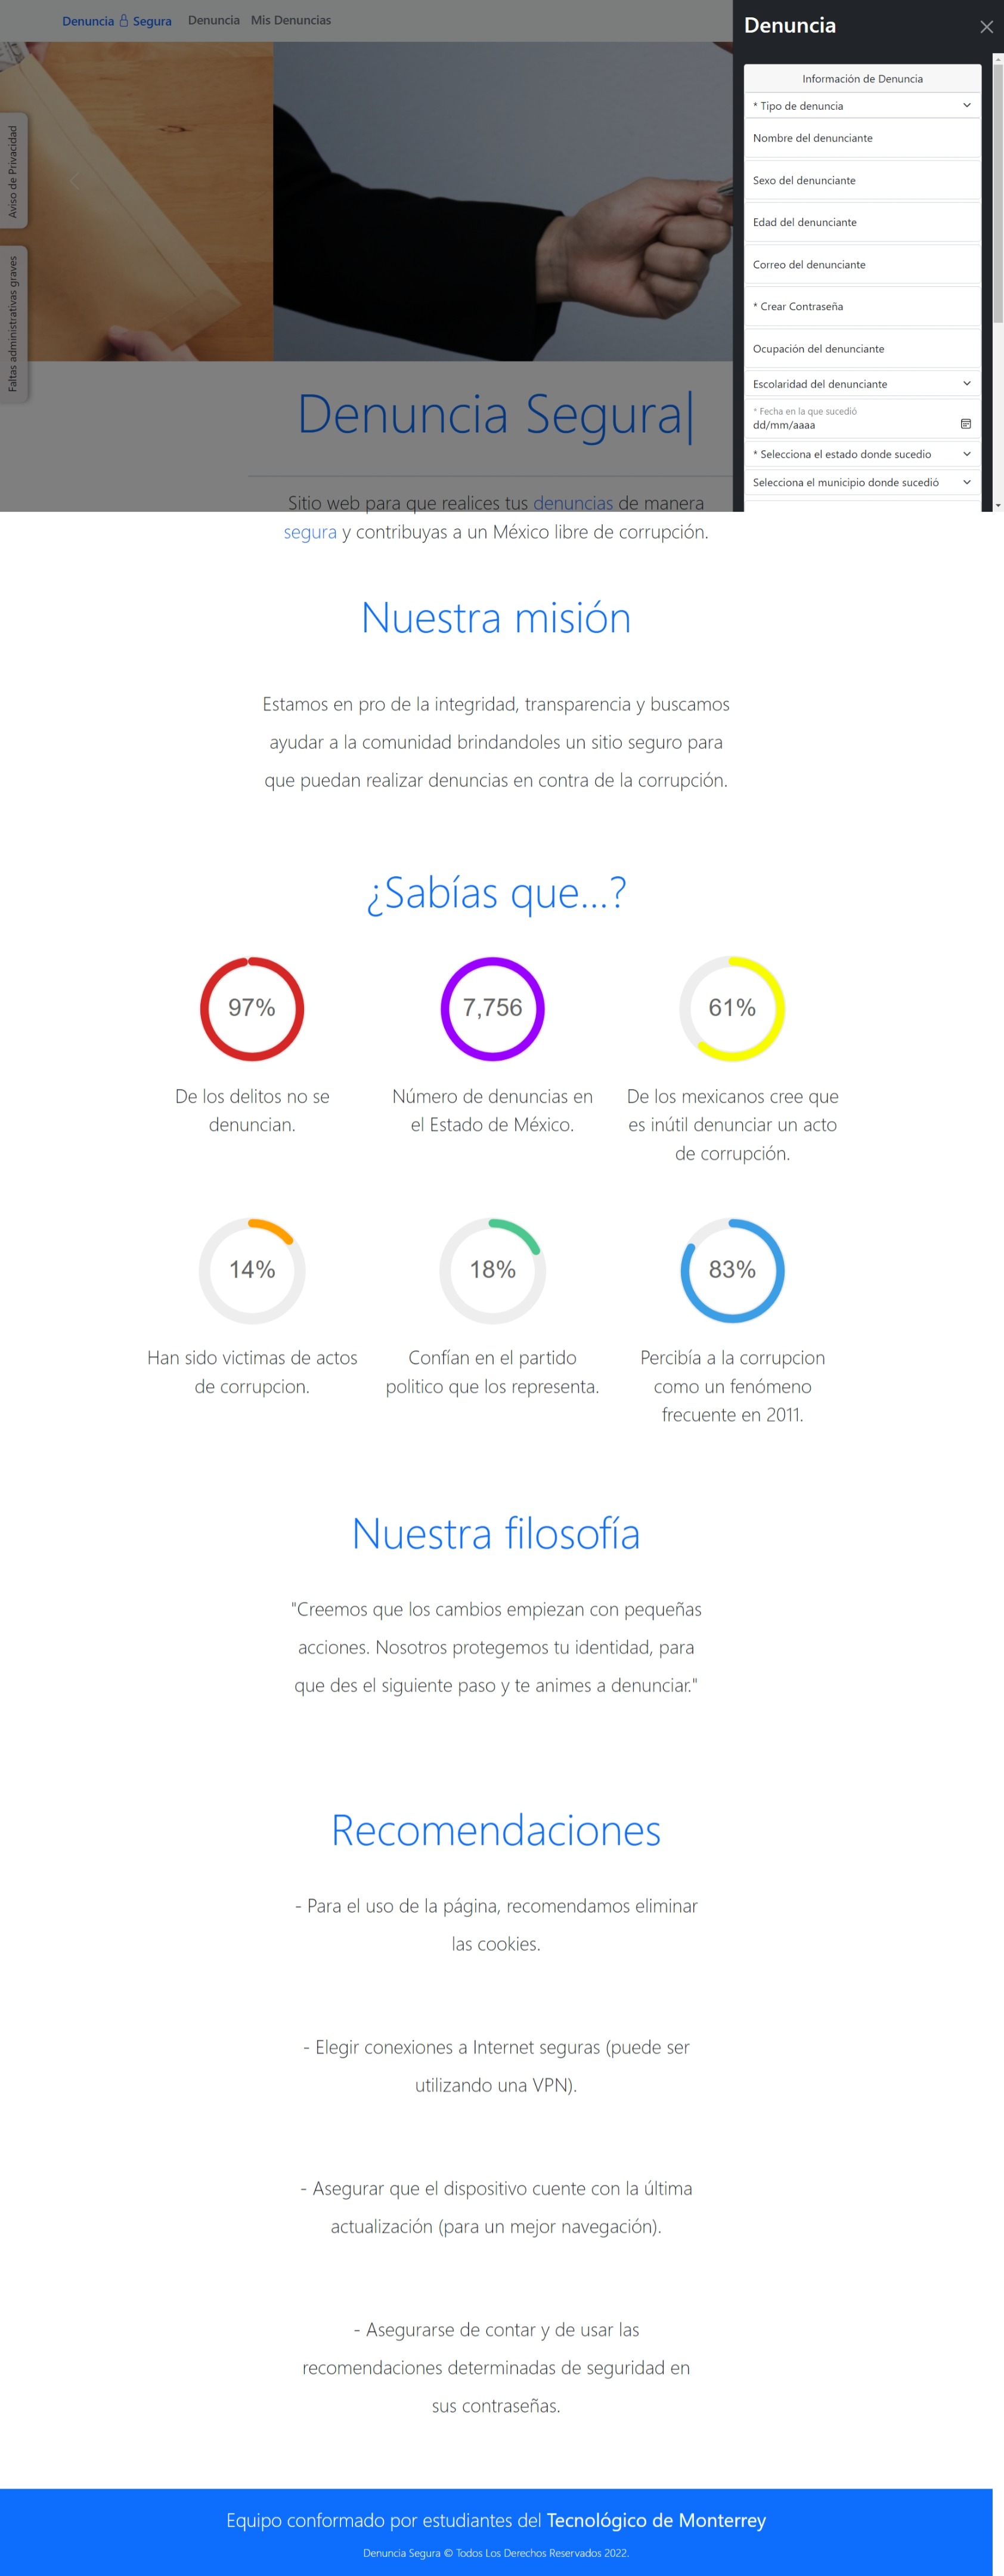 Denuncia Segura Denuncia Mis Denuncias
Aviso de Privacidad
Faltas administrativas graves
Denuncia
Información de Denuncia
* Tipo de denuncia
Nombre del denunciante
Sexo del denunciante
Edad del denunciante
Correo del denunciante
* Crear Contraseña
Ocupación del denunciante
Escolaridad del denunciante
* Fecha en la que sucedió
dd/mm/aaaa
* Selecciona el estado donde sucedio
Selecciona el municipio donde sucedió
Denuncia Segura|
Sitio web para que realices tus denuncias de manera
segura y contribuyas a un México libre de corrupción.
Nuestra misión
Estamos en pro de la integridad, transparencia y buscamos
ayudar a la comunidad brindandoles un sitio seguro para
que puedan realizar denuncias en contra de la corrupción.
¿Sabías que...?
97%
De los delitos no se
denuncian.
7,756
Número de denuncias en
el Estado de México.
61%
De los mexicanos cree que
es inútil denunciar un acto
de corrupción.
14%
Han sido victimas de actos
de corrupcion.
18%
Confían en el partido
politico que los representa.
83%
Percibía a la corrupcion
como un fenómeno
frecuente en 2011.
Nuestra filosofía
"Creemos que los cambios empiezan con pequeñas
acciones. Nosotros protegemos tu identidad, para
que des el siguiente paso y te animes a denunciar."
Recomendaciones
- Para el uso de la página, recomendamos eliminar
las cookies.
- Elegir conexiones a Internet seguras (puede ser
utilizando una VPN).
- Asegurar que el dispositivo cuente con la última
actualización (para un mejor navegación).
- Asegurarse de contar y de usar las
recomendaciones determinadas de seguridad en
sus contraseñas.
Equipo conformado por estudiantes del Tecnológico de Monterrey
Denuncia Segura © Todos Los Derechos Reservados 2022.